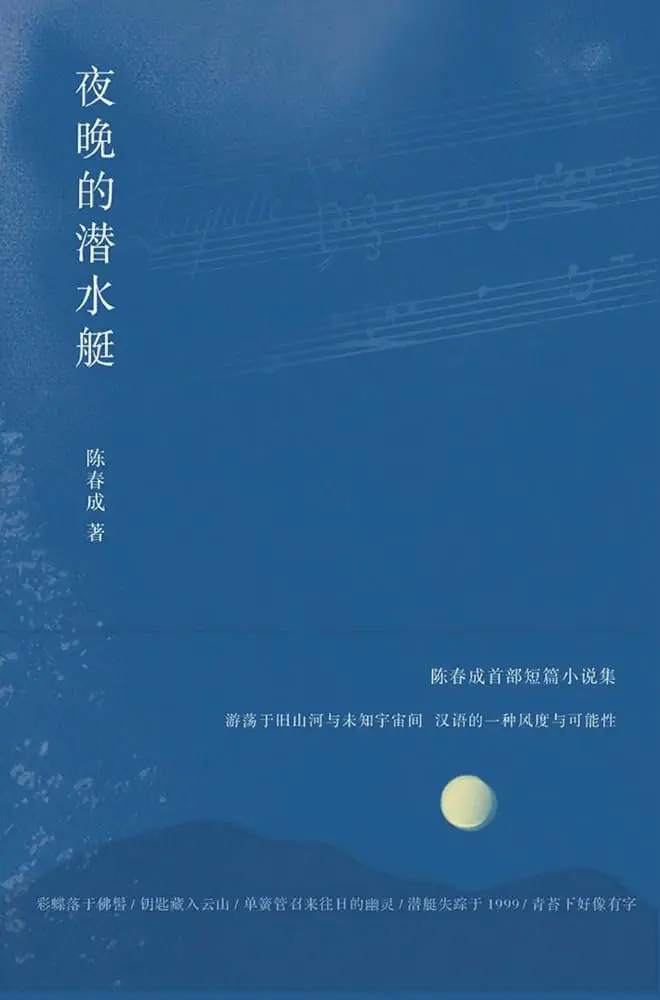 夜晚的潜水艇
陈春成 著
陈春成首部短篇小说集
游荡于旧山河与未知宇宙间 汉语的一种风度与可能性
彩蝶落于佛髻 / 钥匙藏入云山 / 单簧管召来往日的幽灵 / 潜艇失踪于 1999 / 青苔下好像有字